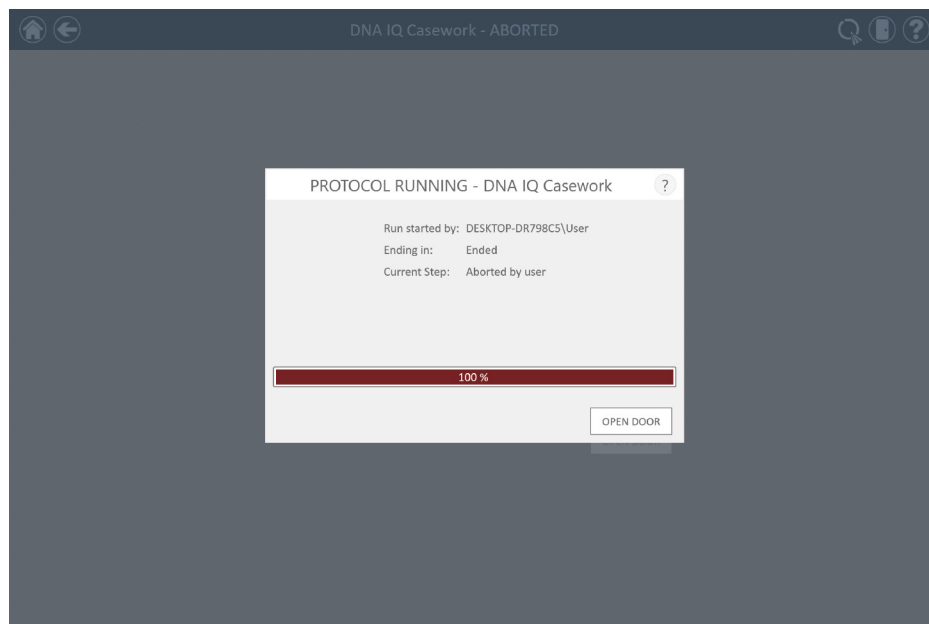 DNA IQ Casework - ABORTED
?
PROTOCOL RUNNING - DNA IQ Casework ?
Run started by: DESKTOP-DR798C5\User
Ending in: Ended
Current Step: Aborted by user
100 %
OPEN DOOR